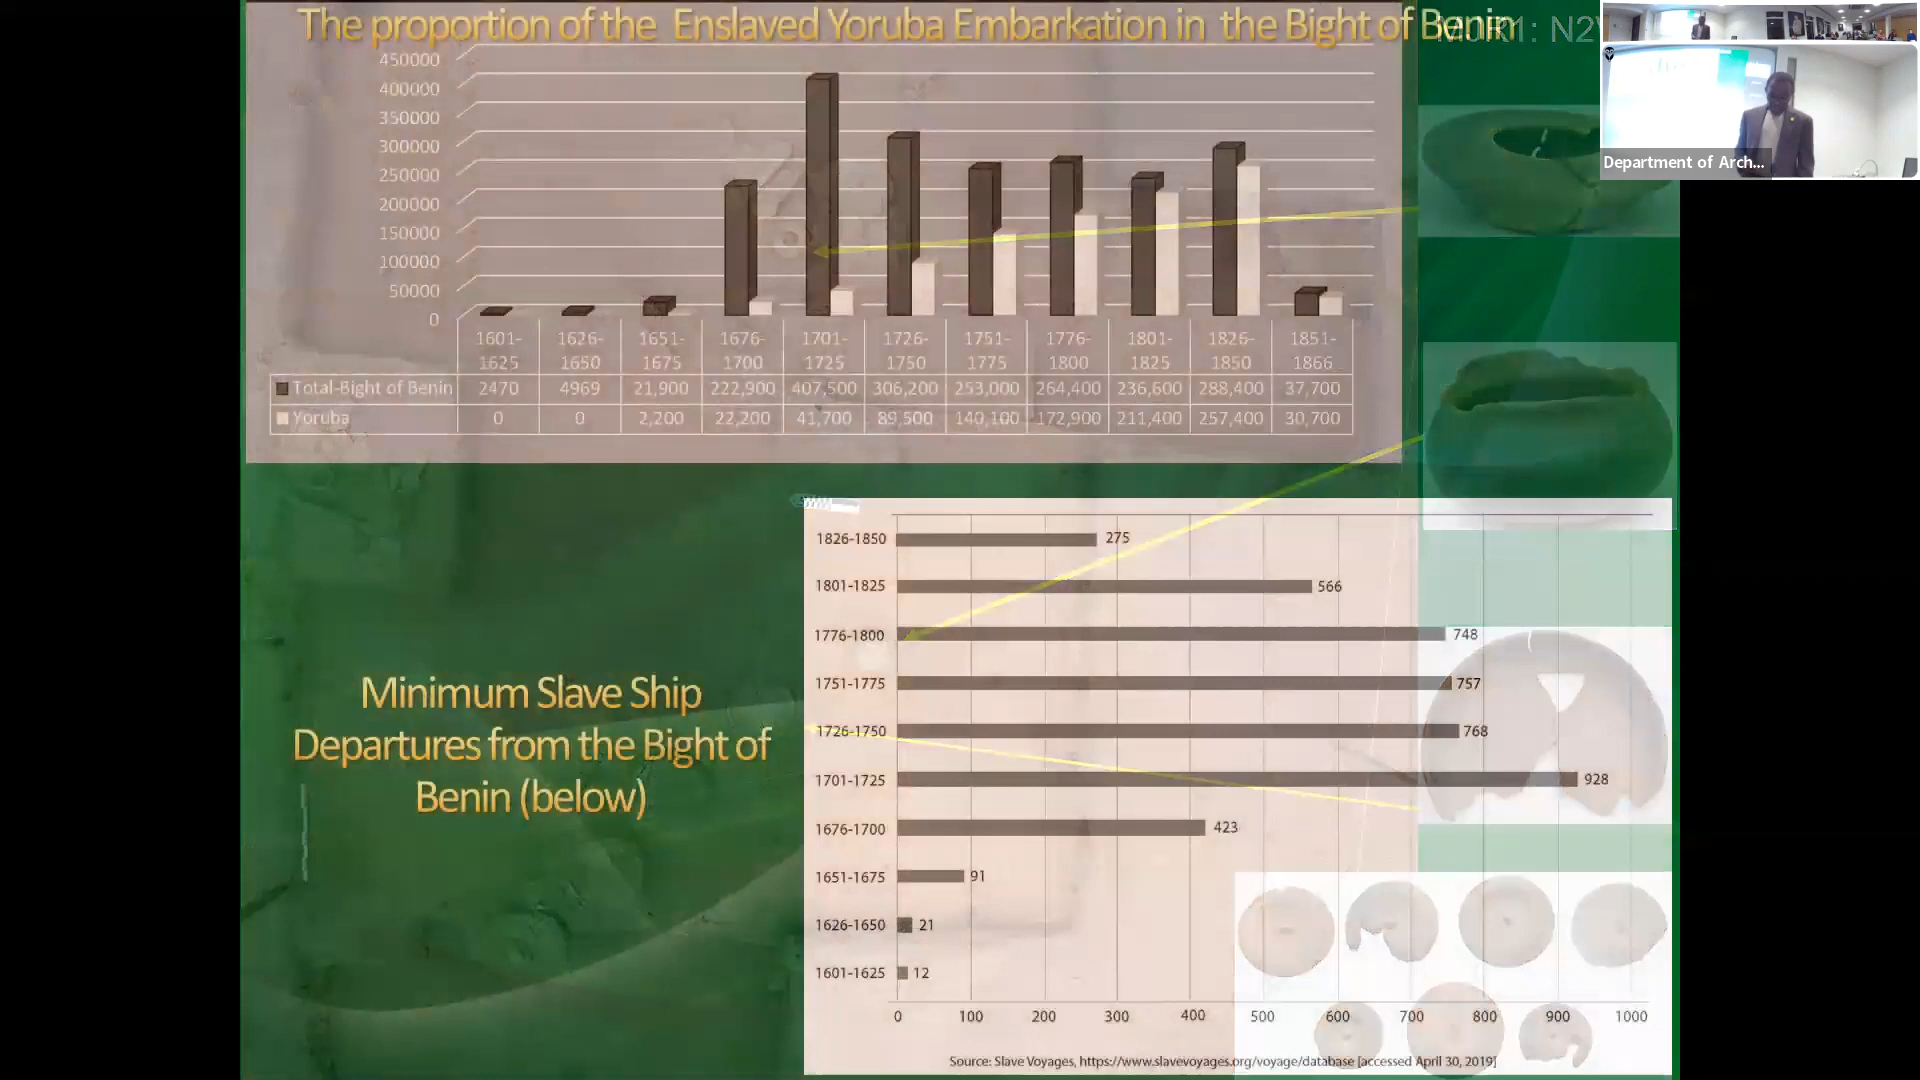 The proportion of the Enslaved Yoruba Embarkation in the Bight of Benin
450000
400000
350000
300000
250000
200000
150000
100000
50000
0
1601-1625 1626-1650 1651-1675 1676-1700 1701-1725 1726-1750 1751-1775 1776-1800 1801-1825 1826-1850 1851-1866
Total-Bight of Benin 2470 4969 21,900 222,900 407,500 306,200 253,000 264,400 236,600 288,400 37,700
Yoruba 0 0 2,200 22,200 41,700 89,500 140,100 172,900 211,400 257,400 30,700
Department of Arch...
Minimum Slave Ship
Departures from the Bight of
Benin (below)
1826-1850 275
1801-1825 566
1776-1800 748
1751-1775 757
1726-1750 768
1701-1725 928
1676-1700 423
1651-1675 91
1626-1650 21
1601-1625 12
0 100 200 300 400 500 600 700 800 900 1000
Source: Slave Voyages, https://www.slavevoyages.org/voyage/database [accessed April 30, 2019]